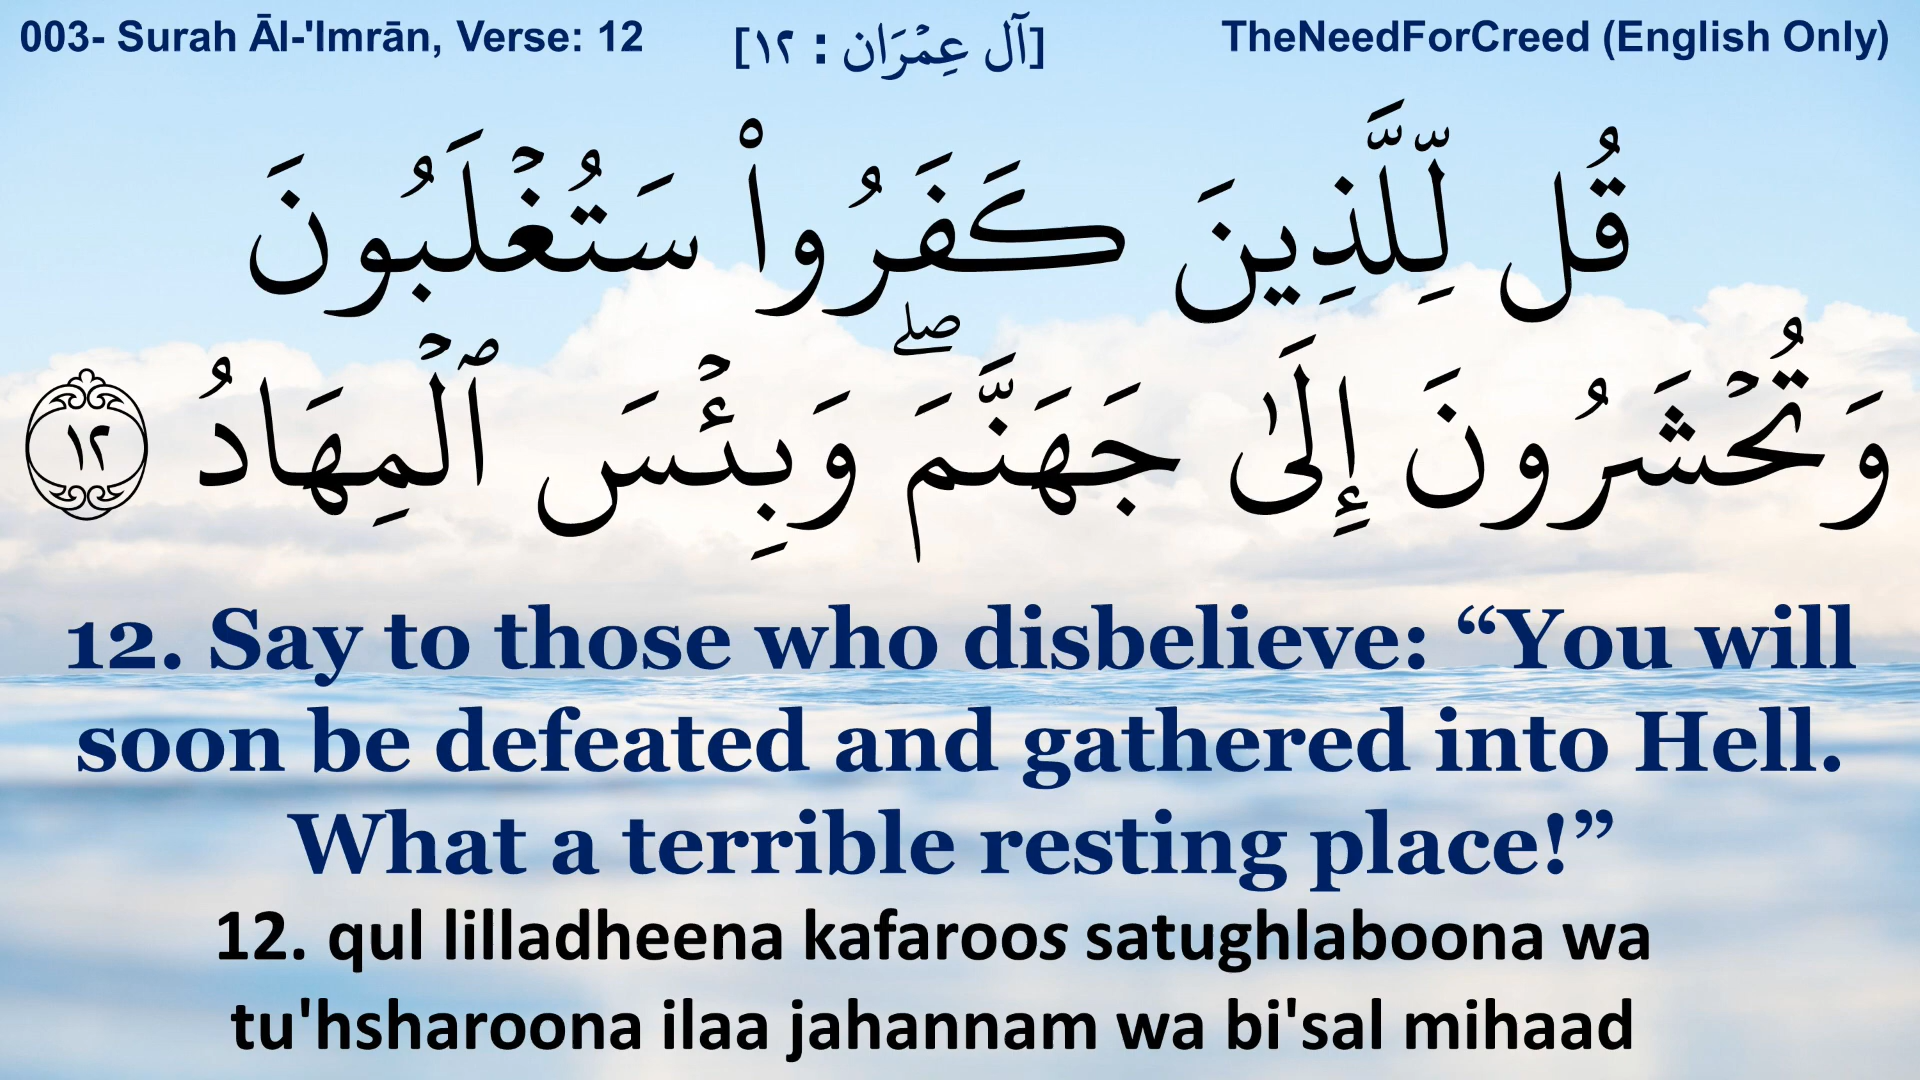 003- Surah Āl-'Imrān, Verse: 12 [آل عِمۡرَان : ١٢] TheNeedForCreed (English Only)
قُل لِّلَّذِينَ كَفَرُواْ سَتُغۡلَبُونَ
وَتُحۡشَرُونَ إِلَىٰ جَهَنَّمَۖ وَبِئۡسَ ٱلۡمِهَادُ ١٢
12. Say to those who disbelieve: “You will
soon be defeated and gathered into Hell.
What a terrible resting place!”
12. qul lilladheena kafaroos satughlaboona wa
tu'hsharoona ilaa jahannam wa bi'sal mihaad